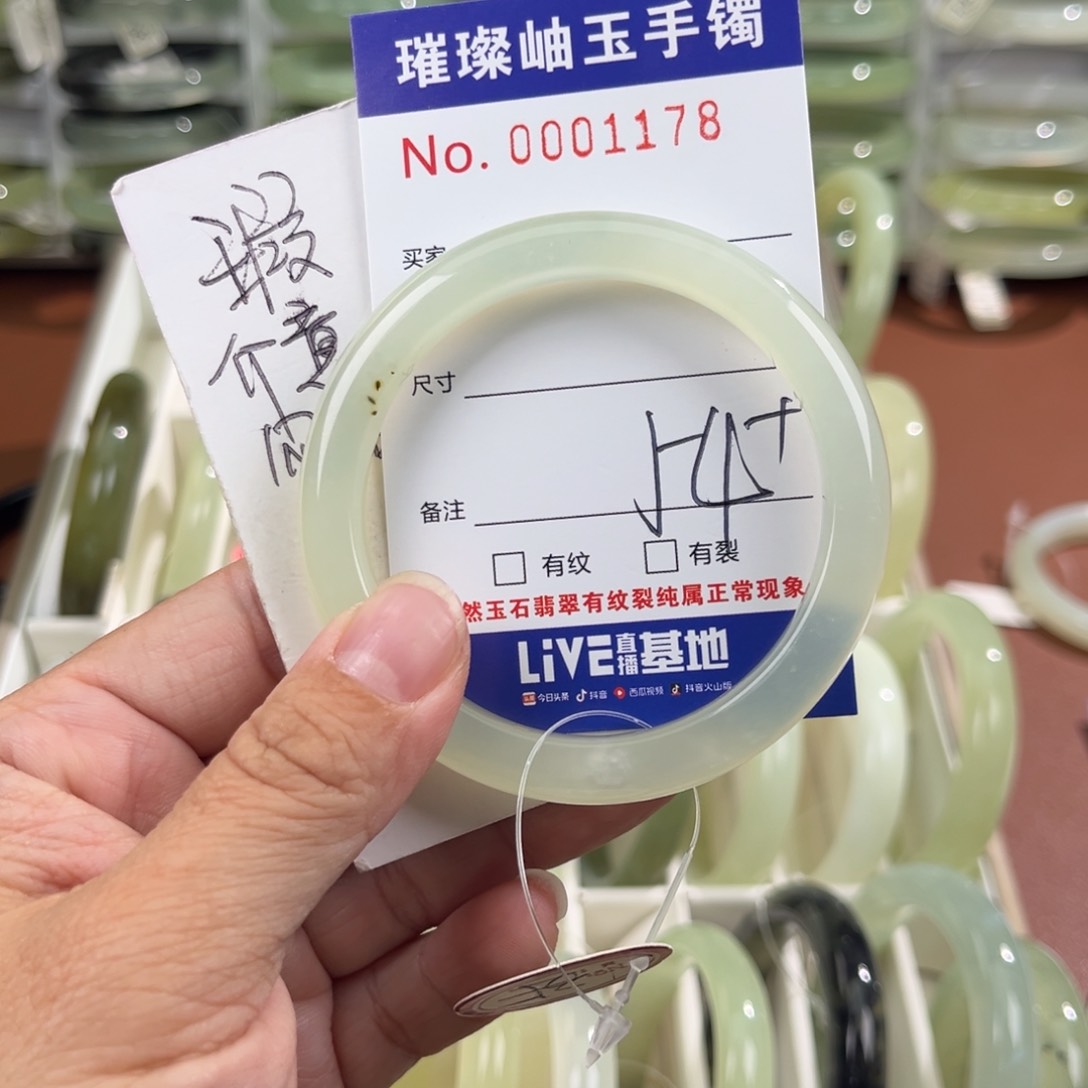 璀璨岫玉手镯
No. 0001178
买家
尺寸
54+
备注
有纹 有裂
然玉石翡翠有纹裂纯属正常现象
LiVE直播基地
今日头条 抖音 西瓜视频 抖音火山版